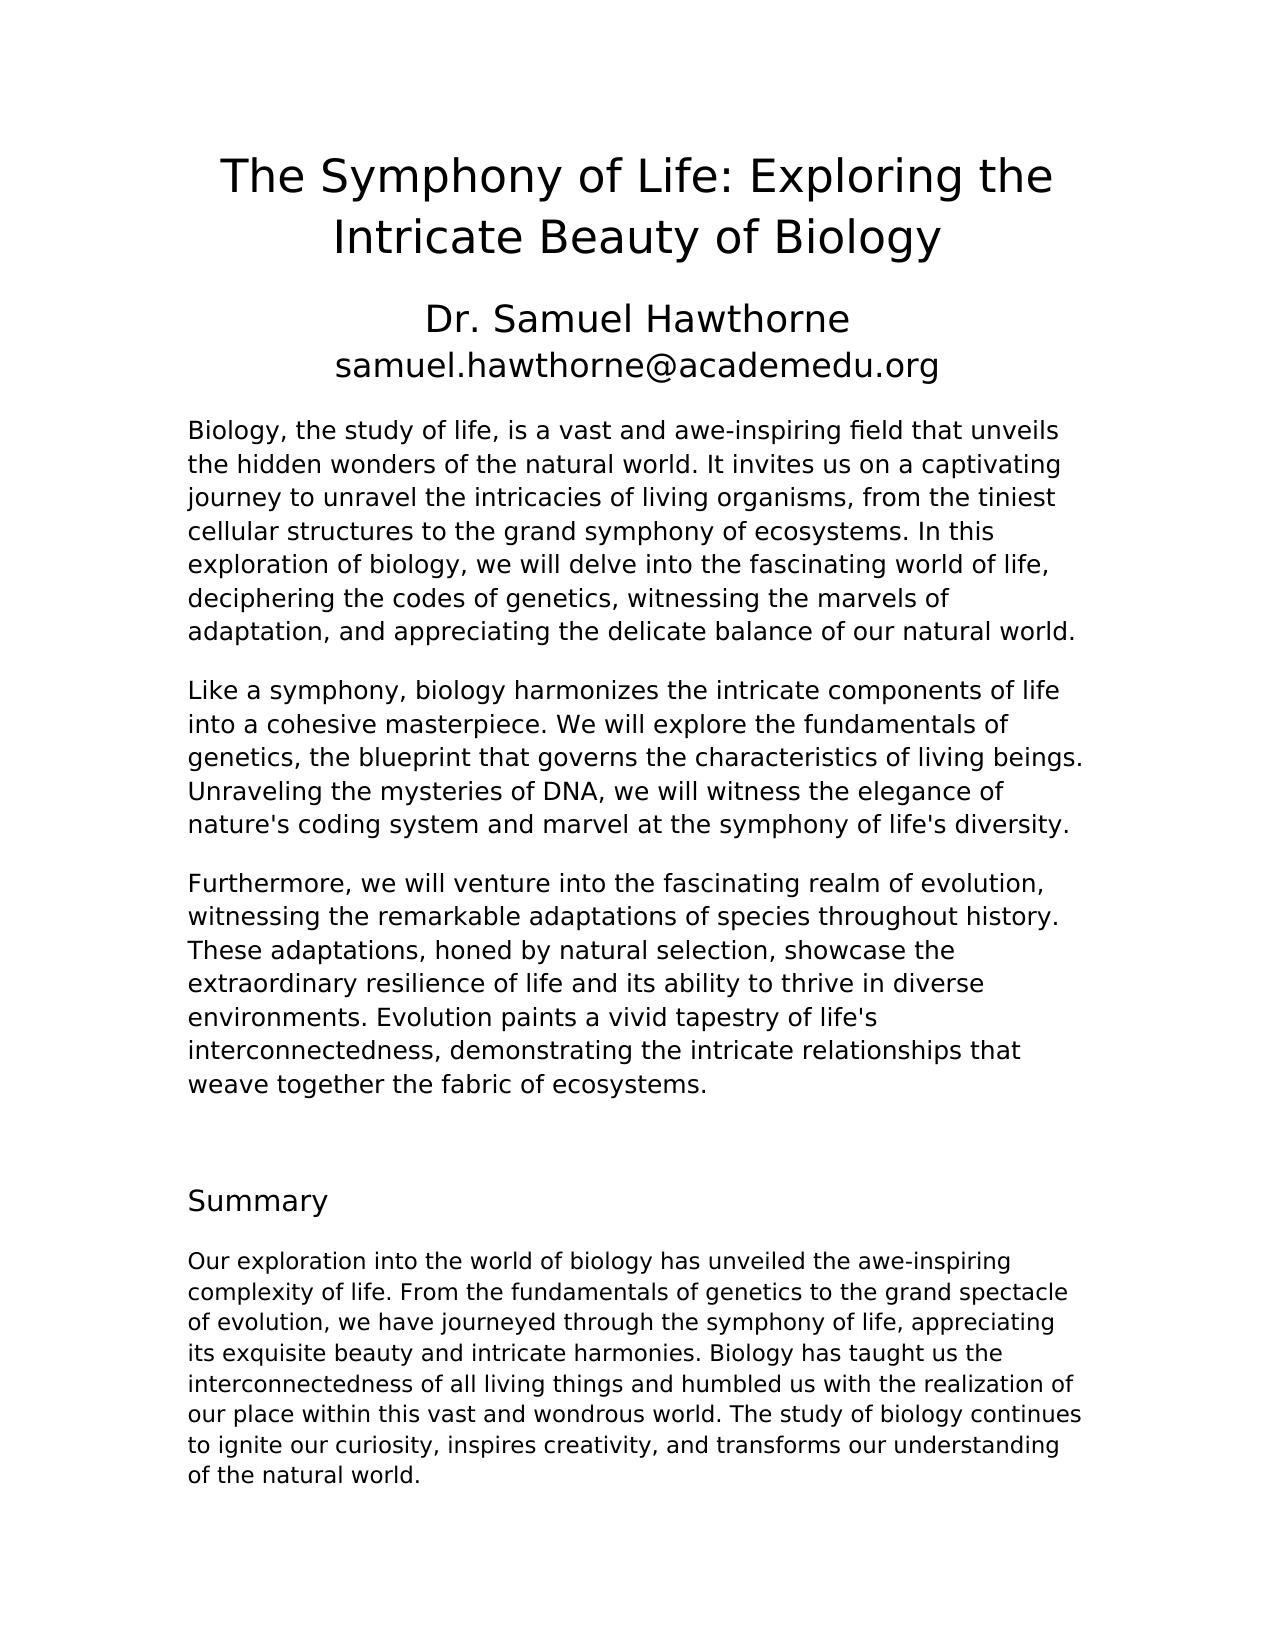 The Symphony of Life: Exploring the
Intricate Beauty of Biology
Dr. Samuel Hawthorne
samuel.hawthorne@academedu.org
Biology, the study of life, is a vast and awe-inspiring field that unveils
the hidden wonders of the natural world. It invites us on a captivating
journey to unravel the intricacies of living organisms, from the tiniest
cellular structures to the grand symphony of ecosystems. In this
exploration of biology, we will delve into the fascinating world of life,
deciphering the codes of genetics, witnessing the marvels of
adaptation, and appreciating the delicate balance of our natural world.
Like a symphony, biology harmonizes the intricate components of life
into a cohesive masterpiece. We will explore the fundamentals of
genetics, the blueprint that governs the characteristics of living beings.
Unraveling the mysteries of DNA, we will witness the elegance of
nature's coding system and marvel at the symphony of life's diversity.
Furthermore, we will venture into the fascinating realm of evolution,
witnessing the remarkable adaptations of species throughout history.
These adaptations, honed by natural selection, showcase the
extraordinary resilience of life and its ability to thrive in diverse
environments. Evolution paints a vivid tapestry of life's
interconnectedness, demonstrating the intricate relationships that
weave together the fabric of ecosystems.
Summary
Our exploration into the world of biology has unveiled the awe-inspiring
complexity of life. From the fundamentals of genetics to the grand spectacle
of evolution, we have journeyed through the symphony of life, appreciating
its exquisite beauty and intricate harmonies. Biology has taught us the
interconnectedness of all living things and humbled us with the realization of
our place within this vast and wondrous world. The study of biology continues
to ignite our curiosity, inspires creativity, and transforms our understanding
of the natural world.